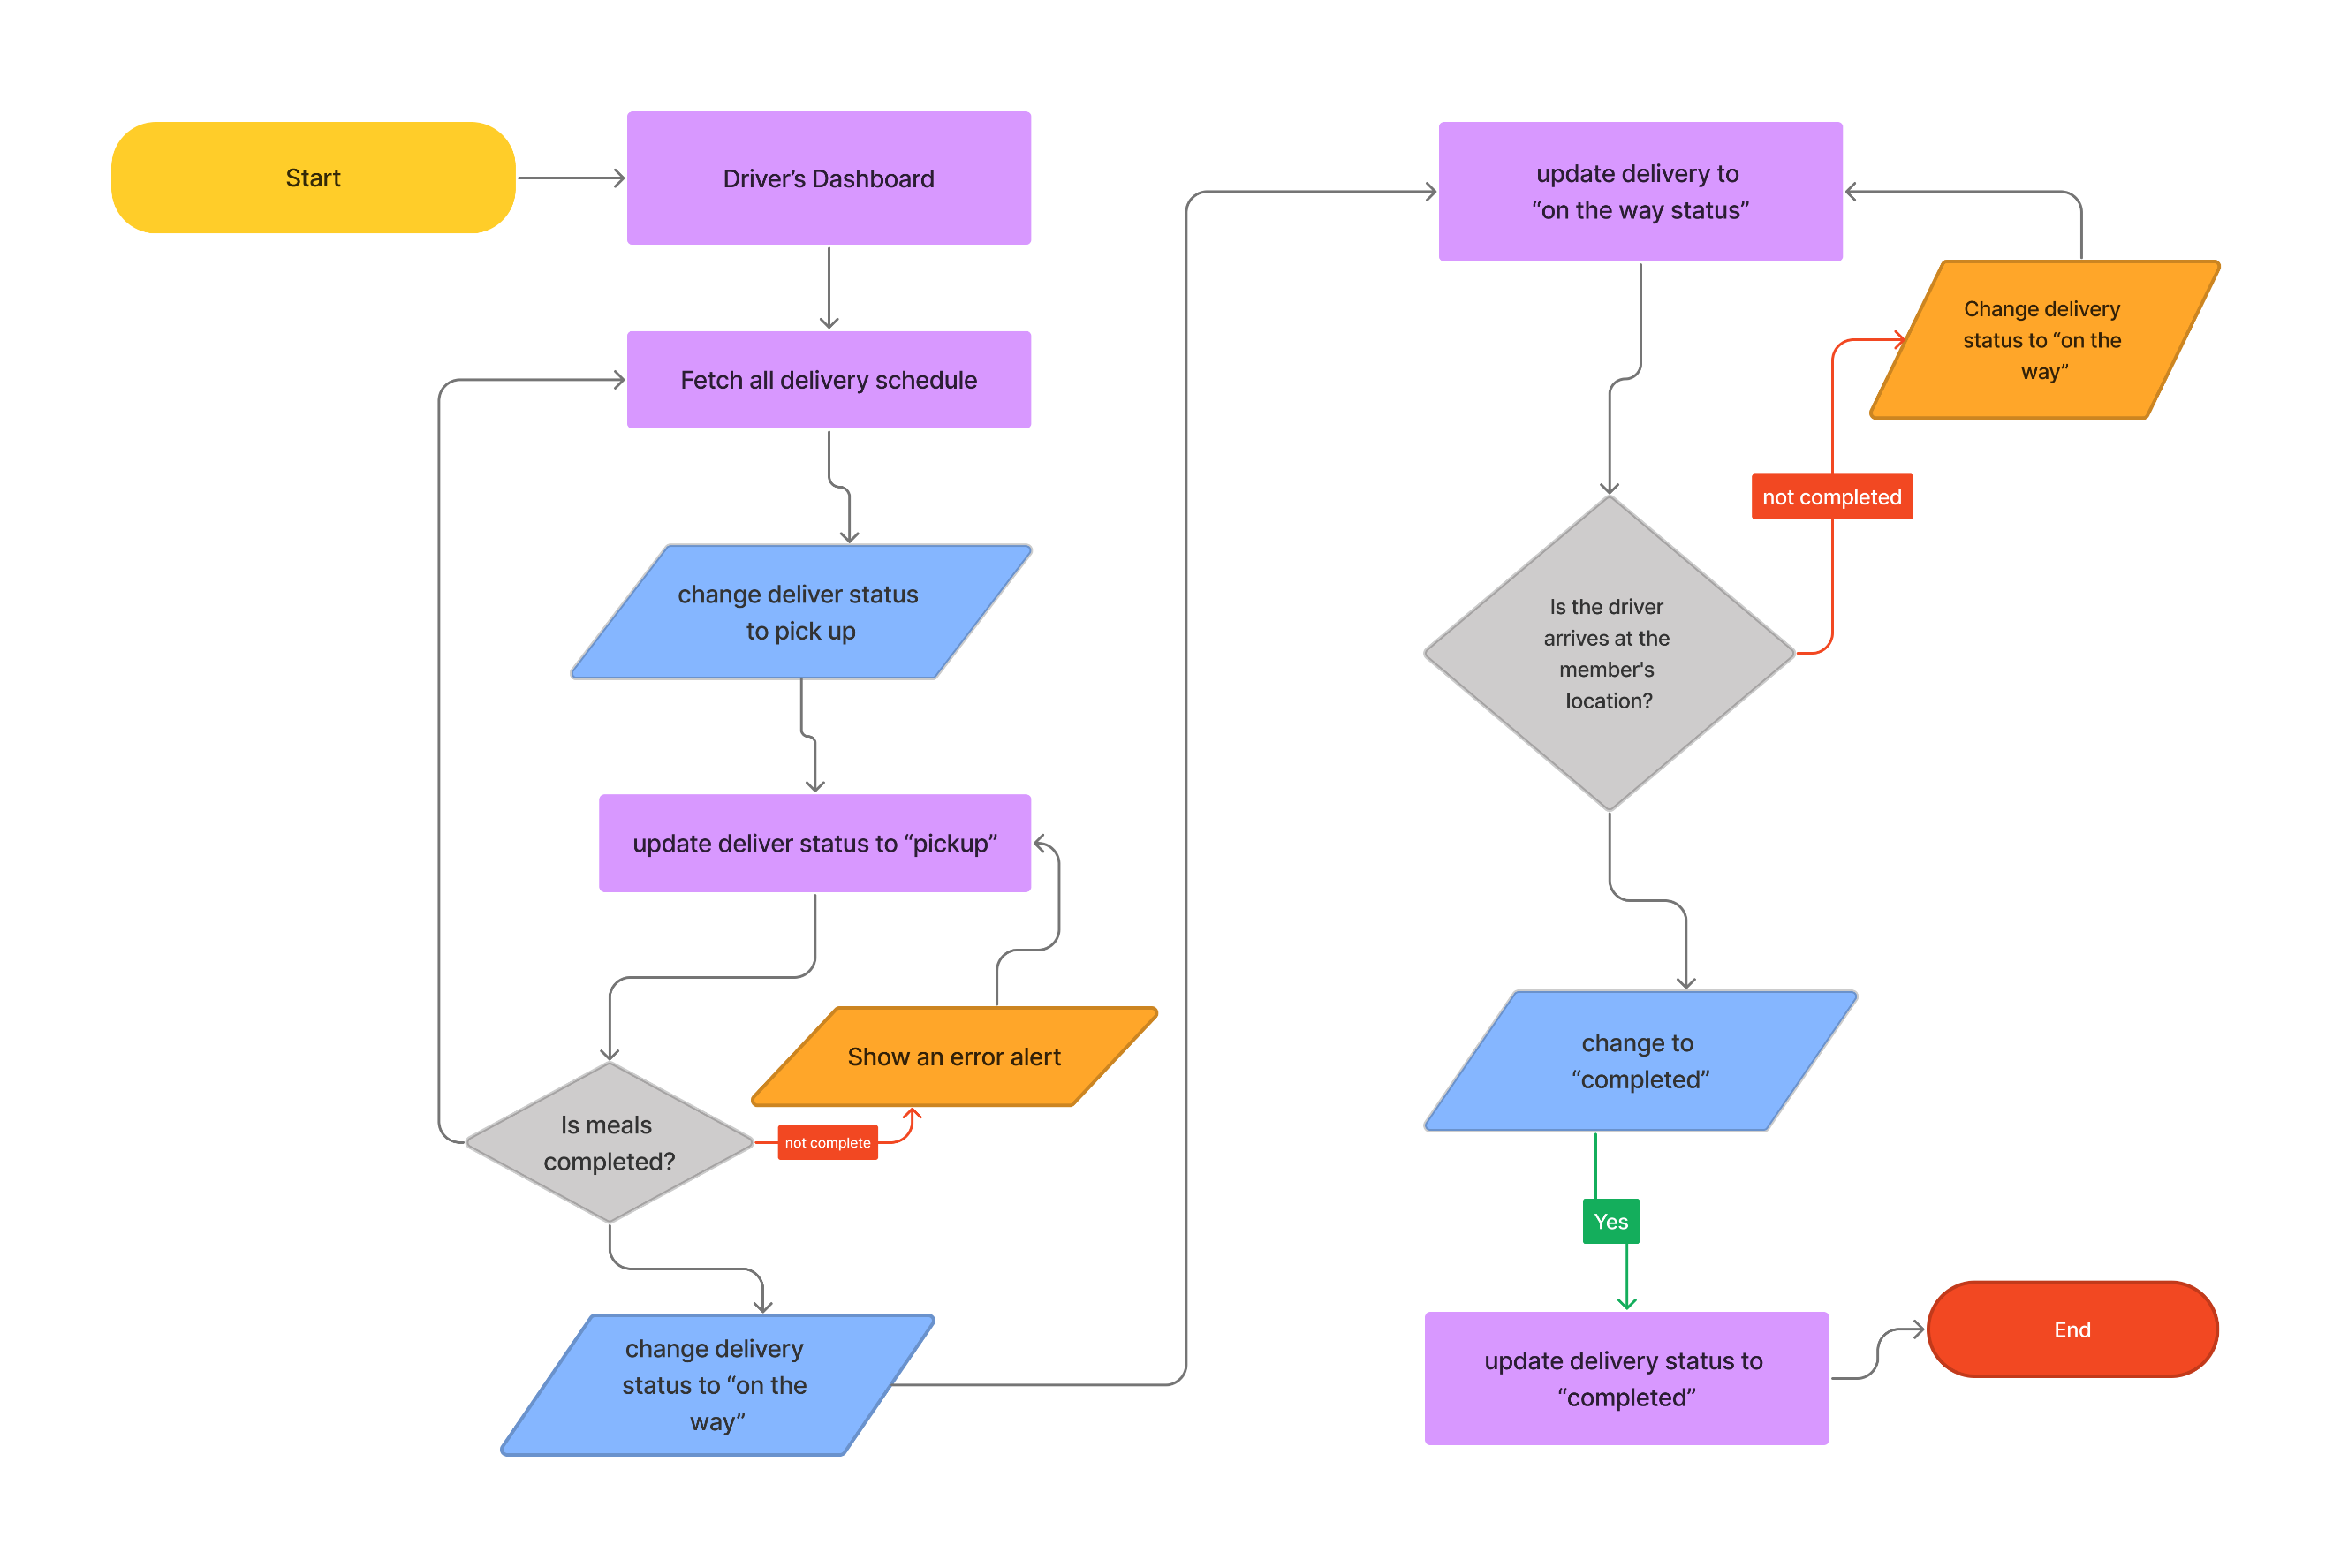 Start
Driver’s Dashboard
Fetch all delivery schedule
change deliver status
to pick up
update deliver status to “pickup”
Show an error alert
Is meals
completed?
not complete
change delivery
status to “on the
way”
update delivery to
“on the way status”
Change delivery
status to “on the
way”
not completed
Is the driver
arrives at the
member's
location?
change to
“completed”
Yes
update delivery status to
“completed”
End